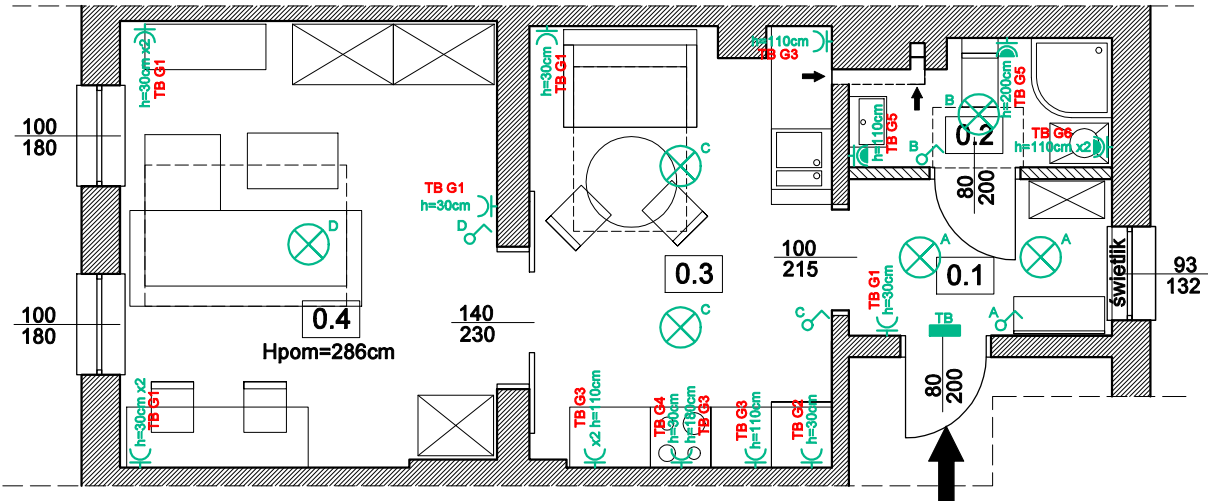 h=30cm x2
TB G1
h=30cm
TB G1
h=110cm
TB G3
h=200cm
TB G5
h=110cm
TB G5
B
0.2
B
TB G6
h=110cm x2
100
180
C
TB G1
h=30cm
D
D
80
200
100
215
A
A
0.3
0.1
świetlik
93
132
TB G1
h=30cm
100
180
0.4
Hpom=286cm
140
230
C
C
A
TB
80
200
h=30cm x2
TB G1
TB G3
x2 h=110cm
TB G4
h=90cm
h=180cm
TB G3
TB G3
h=110cm
TB G2
h=30cm